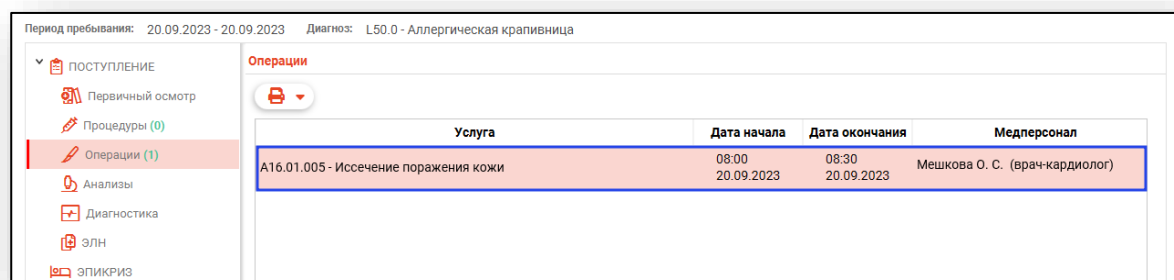 Период пребывания: 20.09.2023 - 20.09.2023 Диагноз: L50.0 - Аллергическая крапивница
ПОСТУПЛЕНИЕ
Первичный осмотр
Процедуры (0)
Операции (1)
Анализы
Диагностика
ЭЛН
ЭПИКРИЗ
Операции
Услуга Дата начала Дата окончания Медперсонал
A16.01.005 - Иссечение поражения кожи 08:00 08:30 Мешкова О. С. (врач-кардиолог)
20.09.2023 20.09.2023